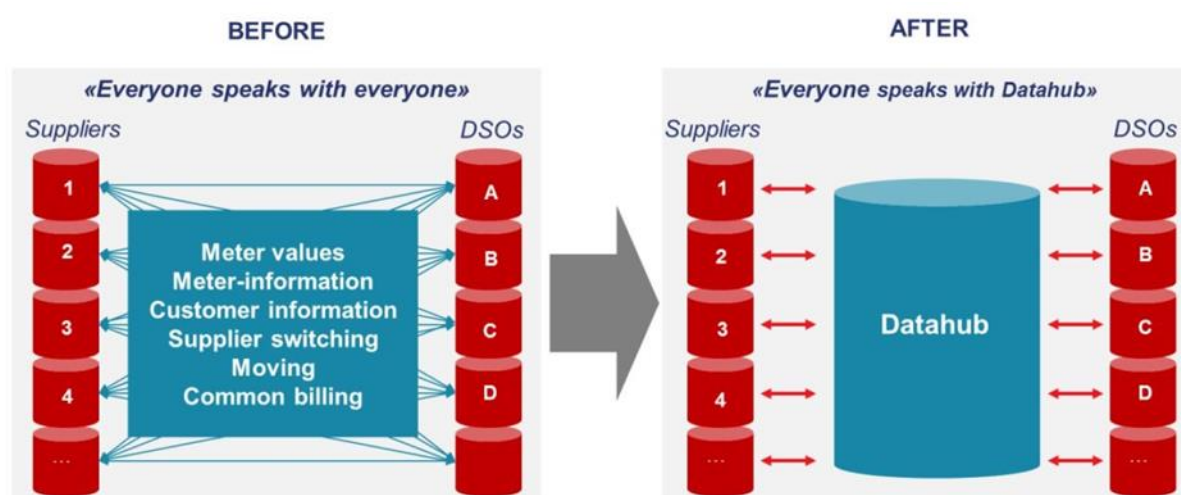 BEFORE
«Everyone speaks with everyone»
Suppliers
DSOs
1
A
2
B
3
C
4
D
...
Meter values
Meter-information
Customer information
Supplier switching
Moving
Common billing
AFTER
«Everyone speaks with Datahub»
Suppliers
DSOs
1
A
2
B
3
C
4
D
...
...
Datahub